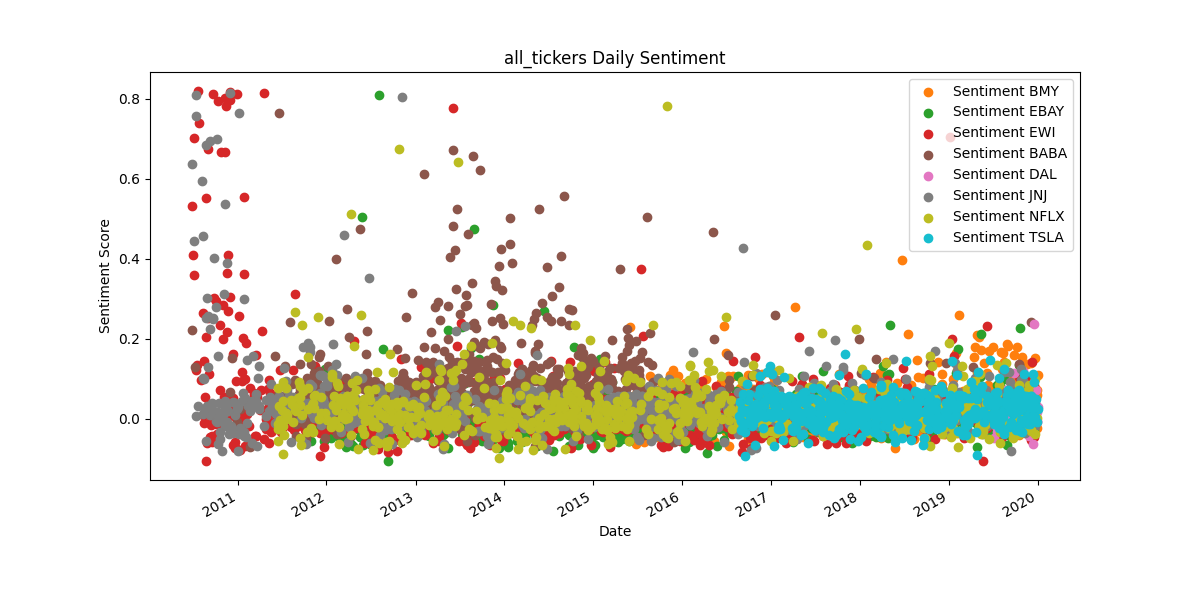 all_tickers Daily Sentiment
Sentiment Score
0.8
0.6
0.4
0.2
0.0
Sentiment BMY
Sentiment EBAY
Sentiment EWI
Sentiment BABA
Sentiment DAL
Sentiment JNJ
Sentiment NFLX
Sentiment TSLA
2011
2012
2013
2014
2015
2016
2017
2018
2019
2020
Date